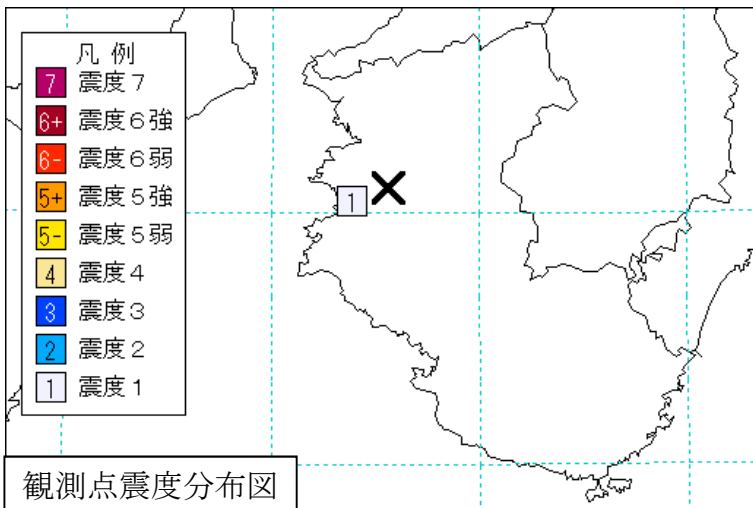 凡 例
7 震度７
6+ 震度６強
6- 震度６弱
5+ 震度５強
5- 震度５弱
4 震度４
3 震度３
2 震度２
1 震度１
1
観測点震度分布図